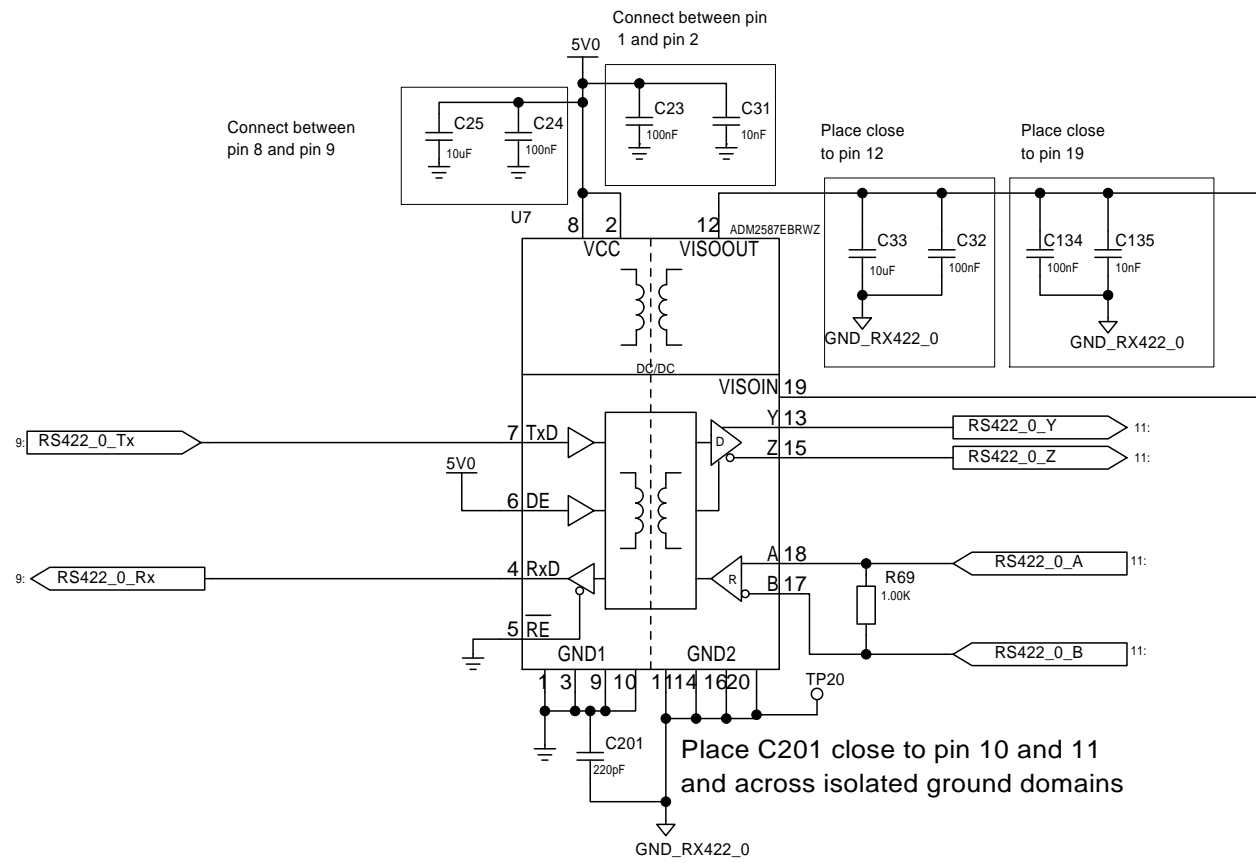 Connect between pin
1 and pin 2
5V0
C23
100nF
C31
10nF
C25
10uF
C24
100nF
Connect between
pin 8 and pin 9
Place close
to pin 12
Place close
to pin 19
C33
10uF
C32
100nF
C134
100nF
C135
10nF
GND_RX422_0
GND_RX422_0
U7
8
2
12
ADM2587EBRWZ
VCC
VISOOUT
DC/DC
VISOIN
19
9:
RS422_0_Tx
7
TxD
D
Y
13
RS422_0_Y
11:
Z
15
RS422_0_Z
11:
5V0
6
DE
9:
RS422_0_Rx
4
RxD
R
A
18
RS422_0_A
11:
B
17
R69
1.00K
RS422_0_B
11:
5
RE
GND1
GND2
1
3
9
10
11
14
16
20
TP20
C201
220pF
Place C201 close to pin 10 and 11
and across isolated ground domains
GND_RX422_0